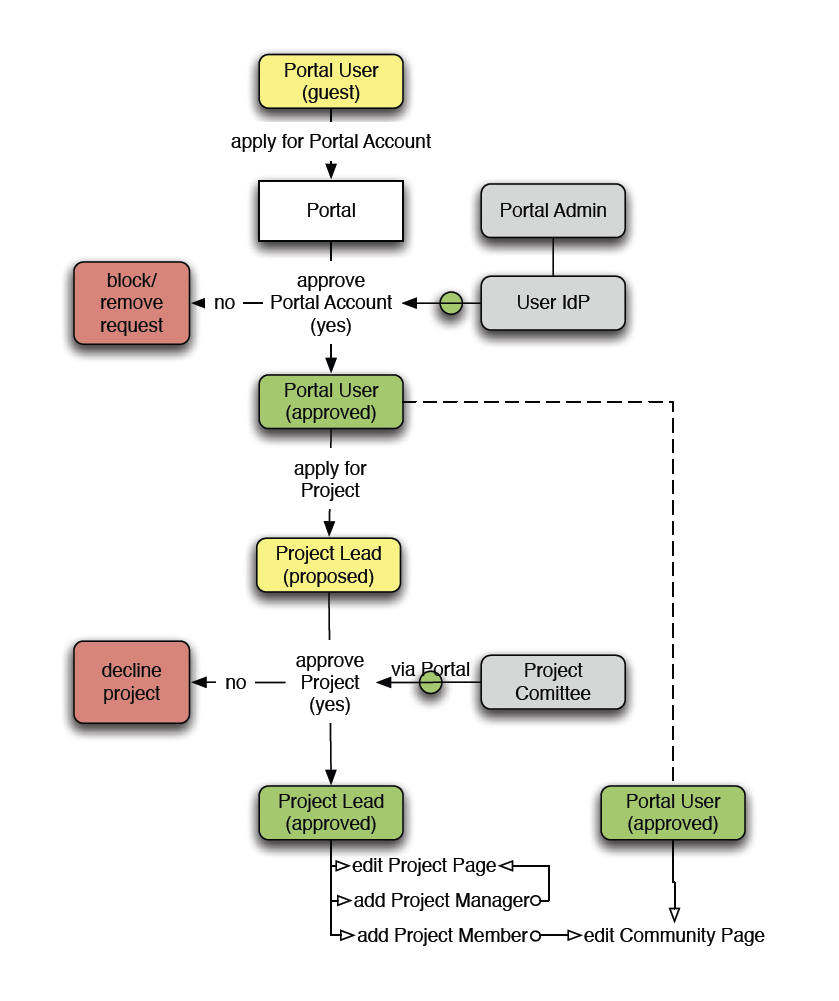 Portal User
(guest)
apply for Portal Account
Portal
Portal Admin
block/
remove
request
no
approve
Portal Account
(yes)
User IdP
Portal User
(approved)
apply for
Project
Project Lead
(proposed)
decline
project
no
approve
Project
(yes)
via Portal
Project
Comittee
Project Lead
(approved)
Portal User
(approved)
edit Project Page
add Project Manager
add Project Member
edit Community Page